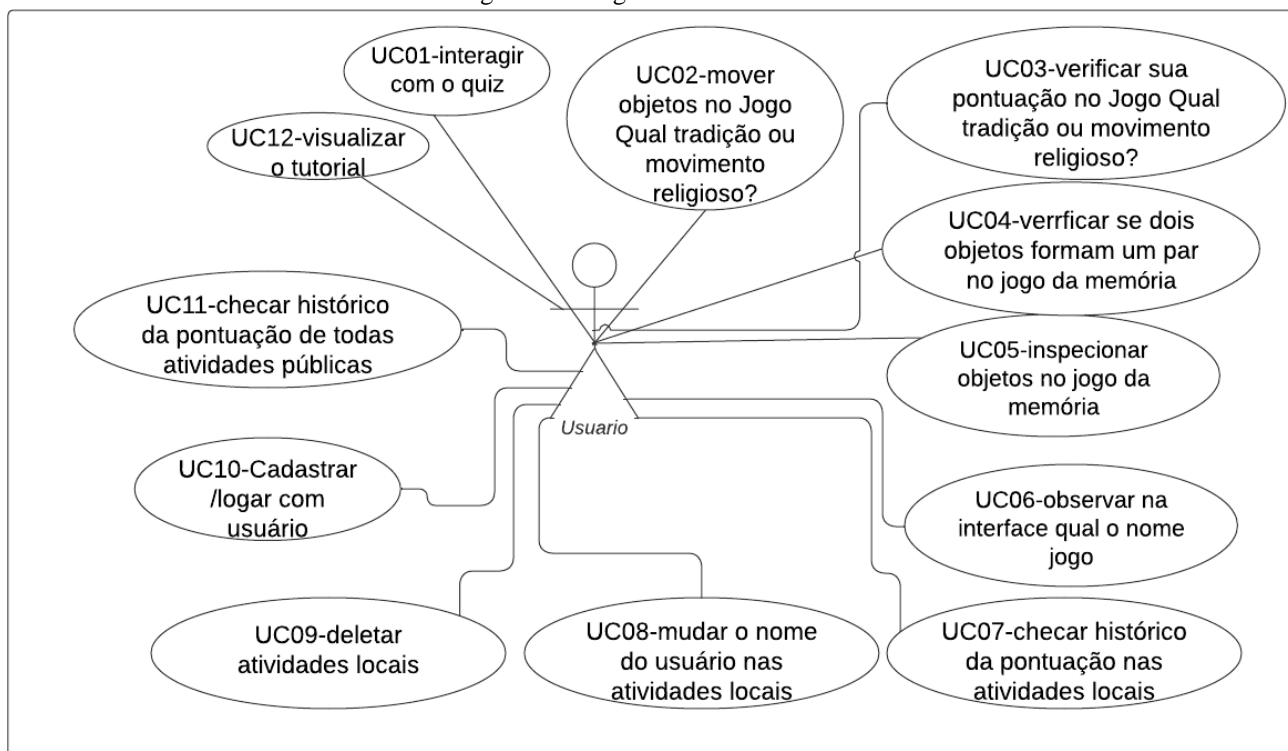 UC01-interagir
com o quiz
UC02-mover
objetos no Jogo
Qual tradição ou
movimento
religioso?
UC03-verificar sua
pontuação no Jogo Qual
tradição ou movimento
religioso?
UC12-visualizar
o tutorial
UC04-verrficar se dois
objetos formam um par
no jogo da memória
UC11-checar histórico
da pontuação de todas
atividades públicas
UC05-inspecionar
objetos no jogo da
memória
Usuario
UC10-Cadastrar
/logar com
usuário
UC06-observar na
interface qual o nome
jogo
UC09-deletar
atividades locais
UC08-mudar o nome
do usuário nas
atividades locais
UC07-checar histórico
da pontuação nas
atividades locais